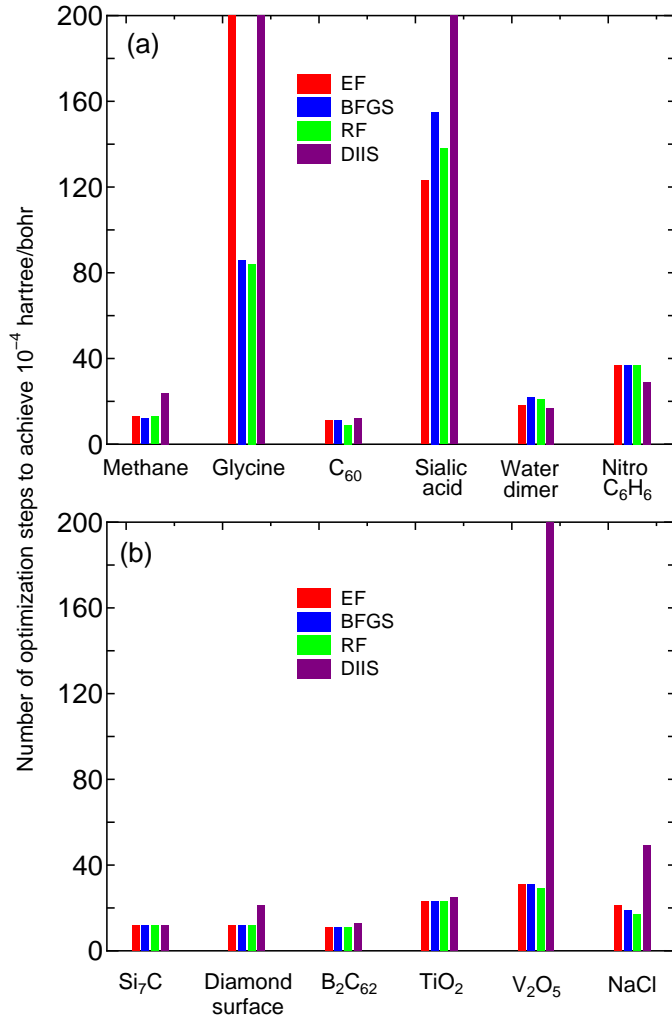 Number of optimization steps to achieve 10⁻⁴ hartree/bohr
(a)
200
160
120
80
40
0
EF
BFGS
RF
DIIS
Methane
Glycine
C₆₀
Sialic
acid
Water
dimer
Nitro
C₆H₆
(b)
200
160
120
80
40
0
EF
BFGS
RF
DIIS
Si₇C
Diamond
surface
B₂C₆₂
TiO₂
V₂O₅
NaCl